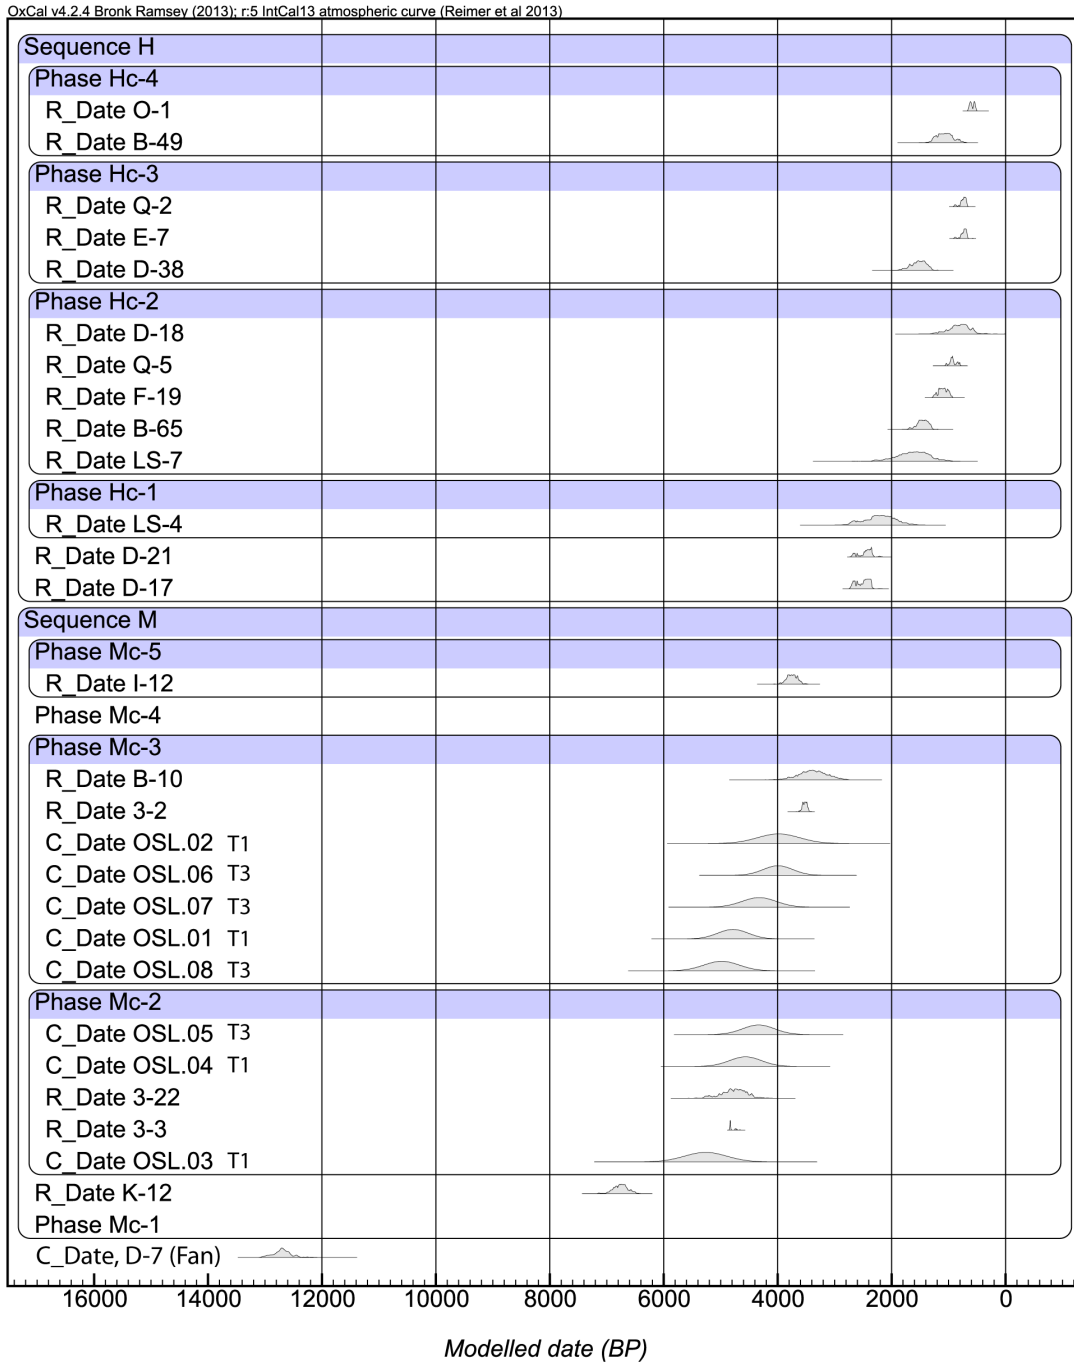 OxCal v4.2.4 Bronk Ramsey (2013); r:5 IntCal13 atmospheric curve (Reimer et al 2013)
Sequence H
Phase Hc-4
R_Date O-1
R_Date B-49
Phase Hc-3
R_Date Q-2
R_Date E-7
R_Date D-38
Phase Hc-2
R_Date D-18
R_Date Q-5
R_Date F-19
R_Date B-65
R_Date LS-7
Phase Hc-1
R_Date LS-4
R_Date D-21
R_Date D-17
Sequence M
Phase Mc-5
R_Date I-12
Phase Mc-4
Phase Mc-3
R_Date B-10
R_Date 3-2
C_Date OSL.02 T1
C_Date OSL.06 T3
C_Date OSL.07 T3
C_Date OSL.01 T1
C_Date OSL.08 T3
Phase Mc-2
C_Date OSL.05 T3
C_Date OSL.04 T1
R_Date 3-22
R_Date 3-3
C_Date OSL.03 T1
R_Date K-12
Phase Mc-1
C_Date, D-7 (Fan)
16000 14000 12000 10000 8000 6000 4000 2000 0
Modelled date (BP)